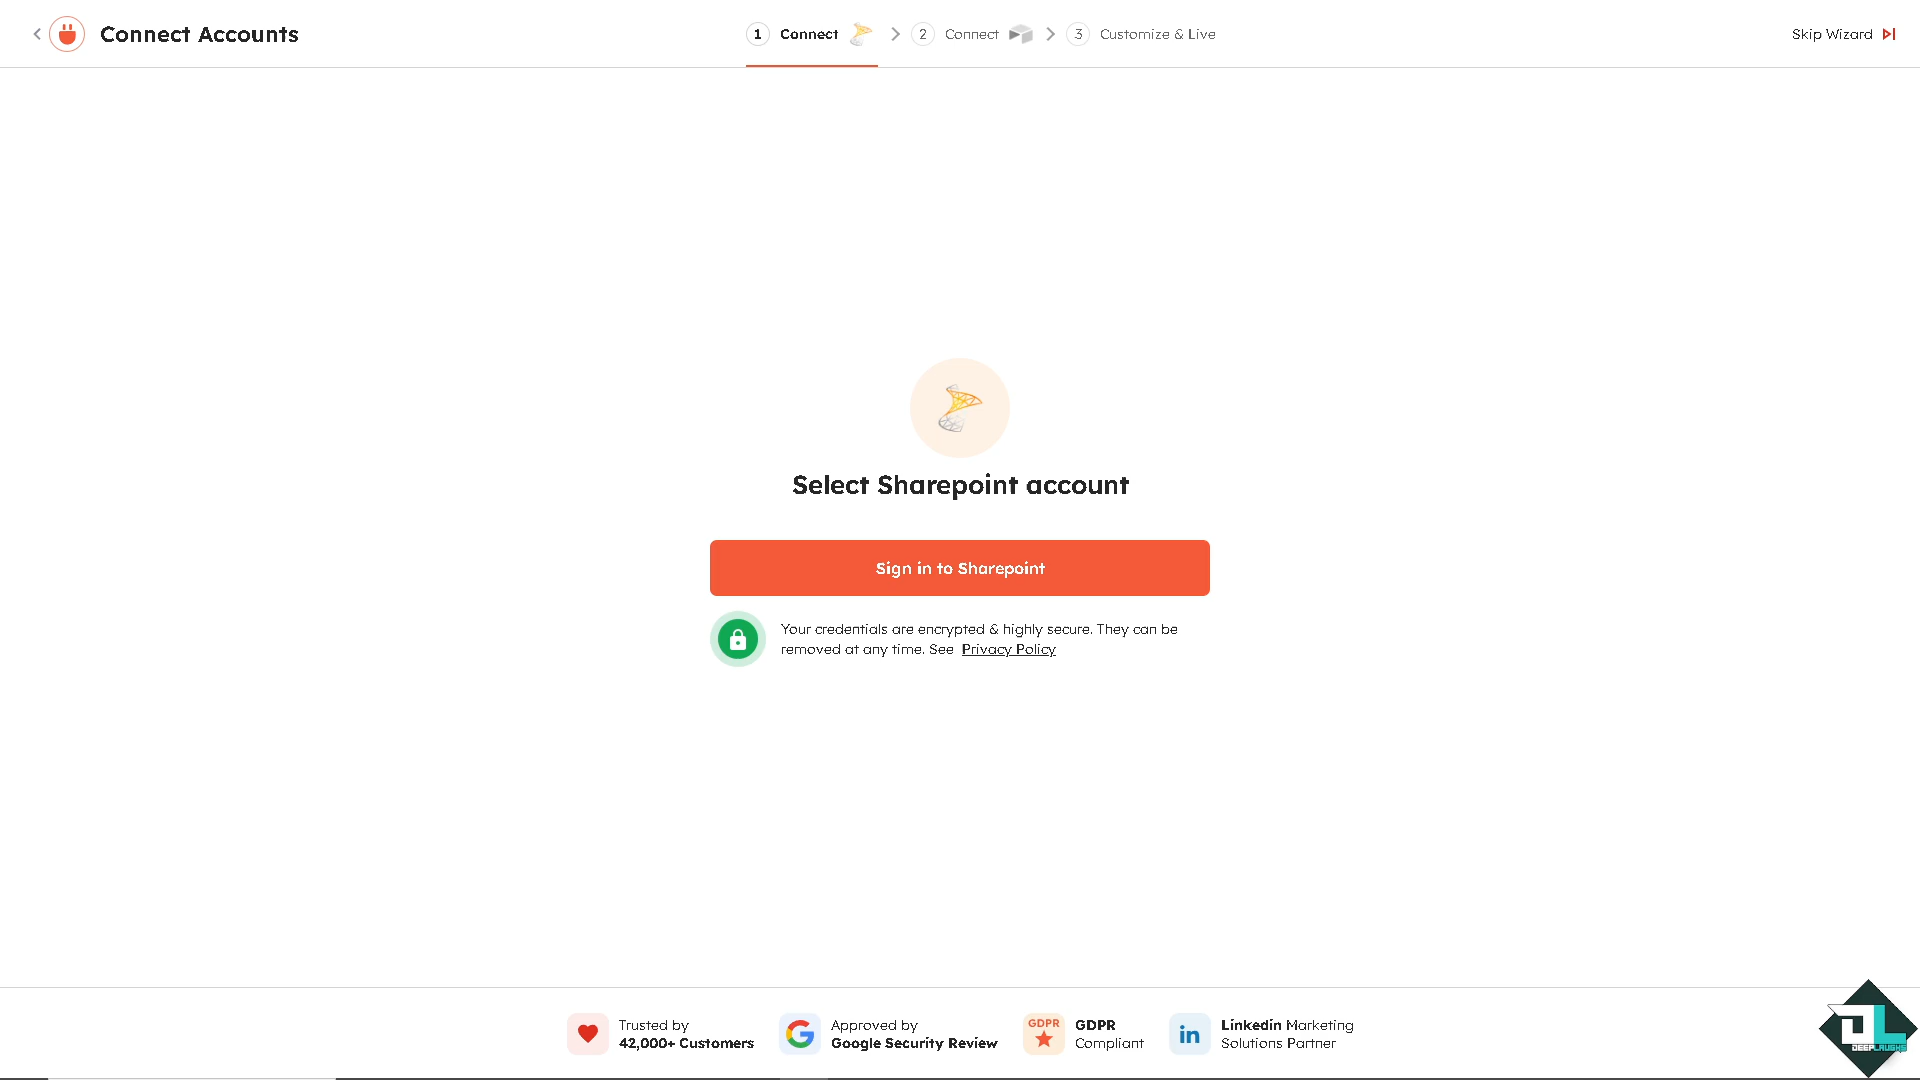 Connect Accounts
1 Connect
2 Connect
3 Customize & Live
Skip Wizard
Select Sharepoint account
Sign in to Sharepoint
Your credentials are encrypted & highly secure. They can be
removed at any time. See Privacy Policy
Trusted by
42,000+ Customers
Approved by
Google Security Review
GDPR
GDPR
Compliant
in
Linkedin Marketing
Solutions Partner
DEEPLAUGHS